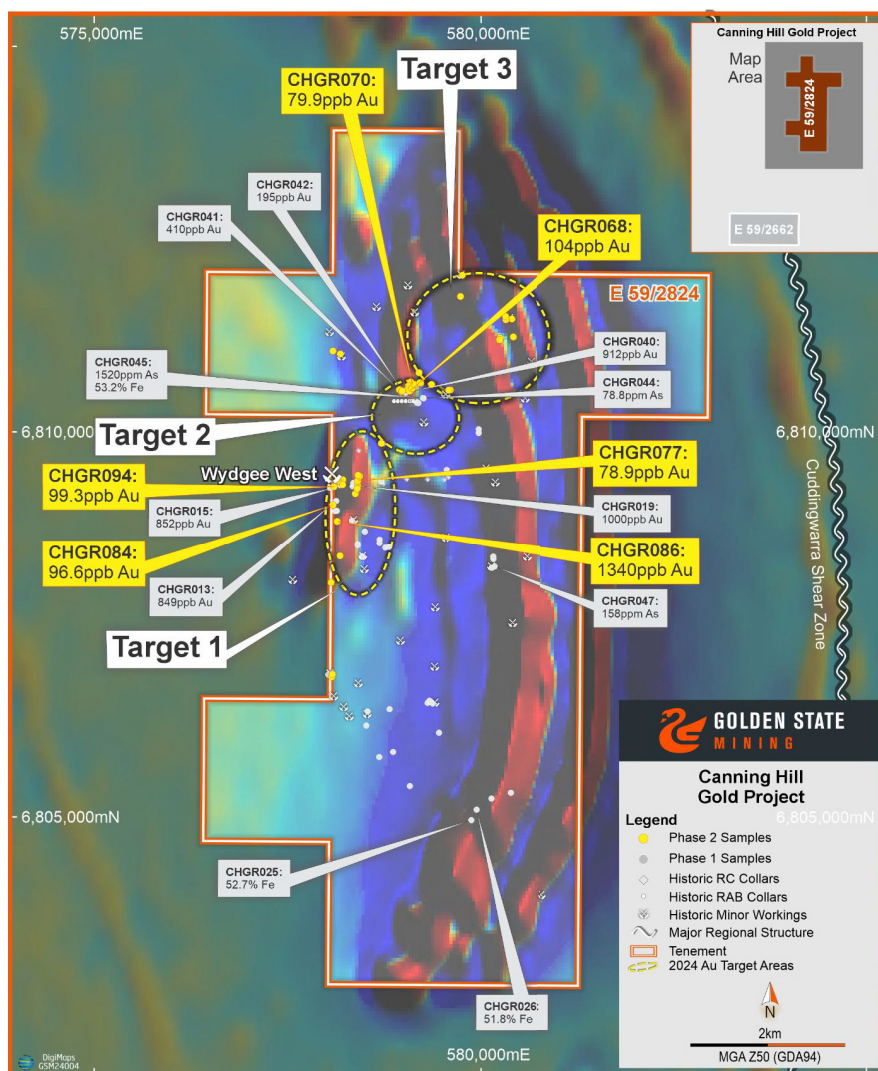 575,000mE
580,000mE
Canning Hill Gold Project
Map
Area
E 59/2824
E 59/2662
Target 3
CHGR070:
79.9ppb Au
CHGR042:
195ppb Au
CHGR041:
410ppb Au
CHGR068:
104ppb Au
E 59/2824
CHGR040:
912ppb Au
CHGR045:
1520ppm As
53.2% Fe
CHGR044:
78.8ppm As
6,810,000mN
6,810,000mN
Target 2
Wydgee West
CHGR077:
78.9ppb Au
CHGR094:
99.3ppb Au
CHGR015:
852ppb Au
CHGR019:
1000ppb Au
CHGR084:
96.6ppb Au
CHGR086:
1340ppb Au
CHGR013:
849ppb Au
CHGR047:
158ppm As
Target 1
Cuddingwarra Shear Zone
GOLDEN STATE
MINING
Canning Hill
Gold Project
6,805,000mN
6,805,000mN
Legend
Phase 2 Samples
Phase 1 Samples
Historic RC Collars
Historic RAB Collars
Historic Minor Workings
Major Regional Structure
Tenement
2024 Au Target Areas
CHGR025:
52.7% Fe
CHGR026:
51.8% Fe
N
2km
MGA Z50 (GDA94)
580,000mE
DigiMaps
GSM24004